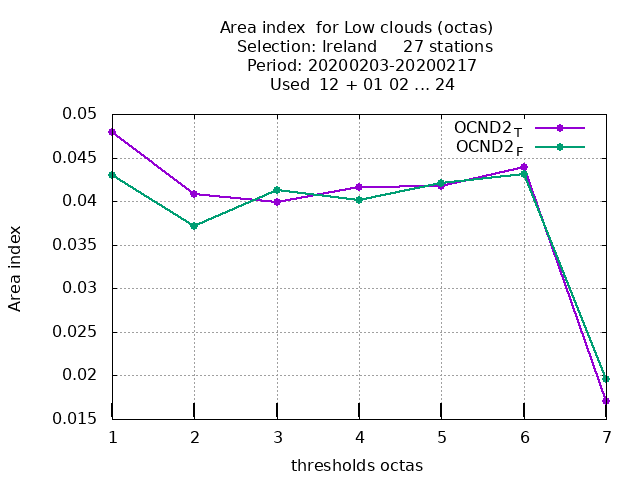 Area index  for Low clouds (octas)
Selection: Ireland     27 stations
Period: 20200203-20200217
Used  12 + 01 02 ... 24
OCND2_T
OCND2_F
0.05
0.045
0.04
0.035
0.03
0.025
0.02
0.015
Area index
1 2 3 4 5 6 7
thresholds octas